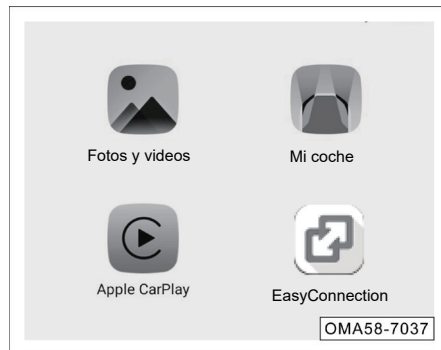 Fotos y videos
Mi coche
Apple CarPlay
EasyConnection
OMA58-7037